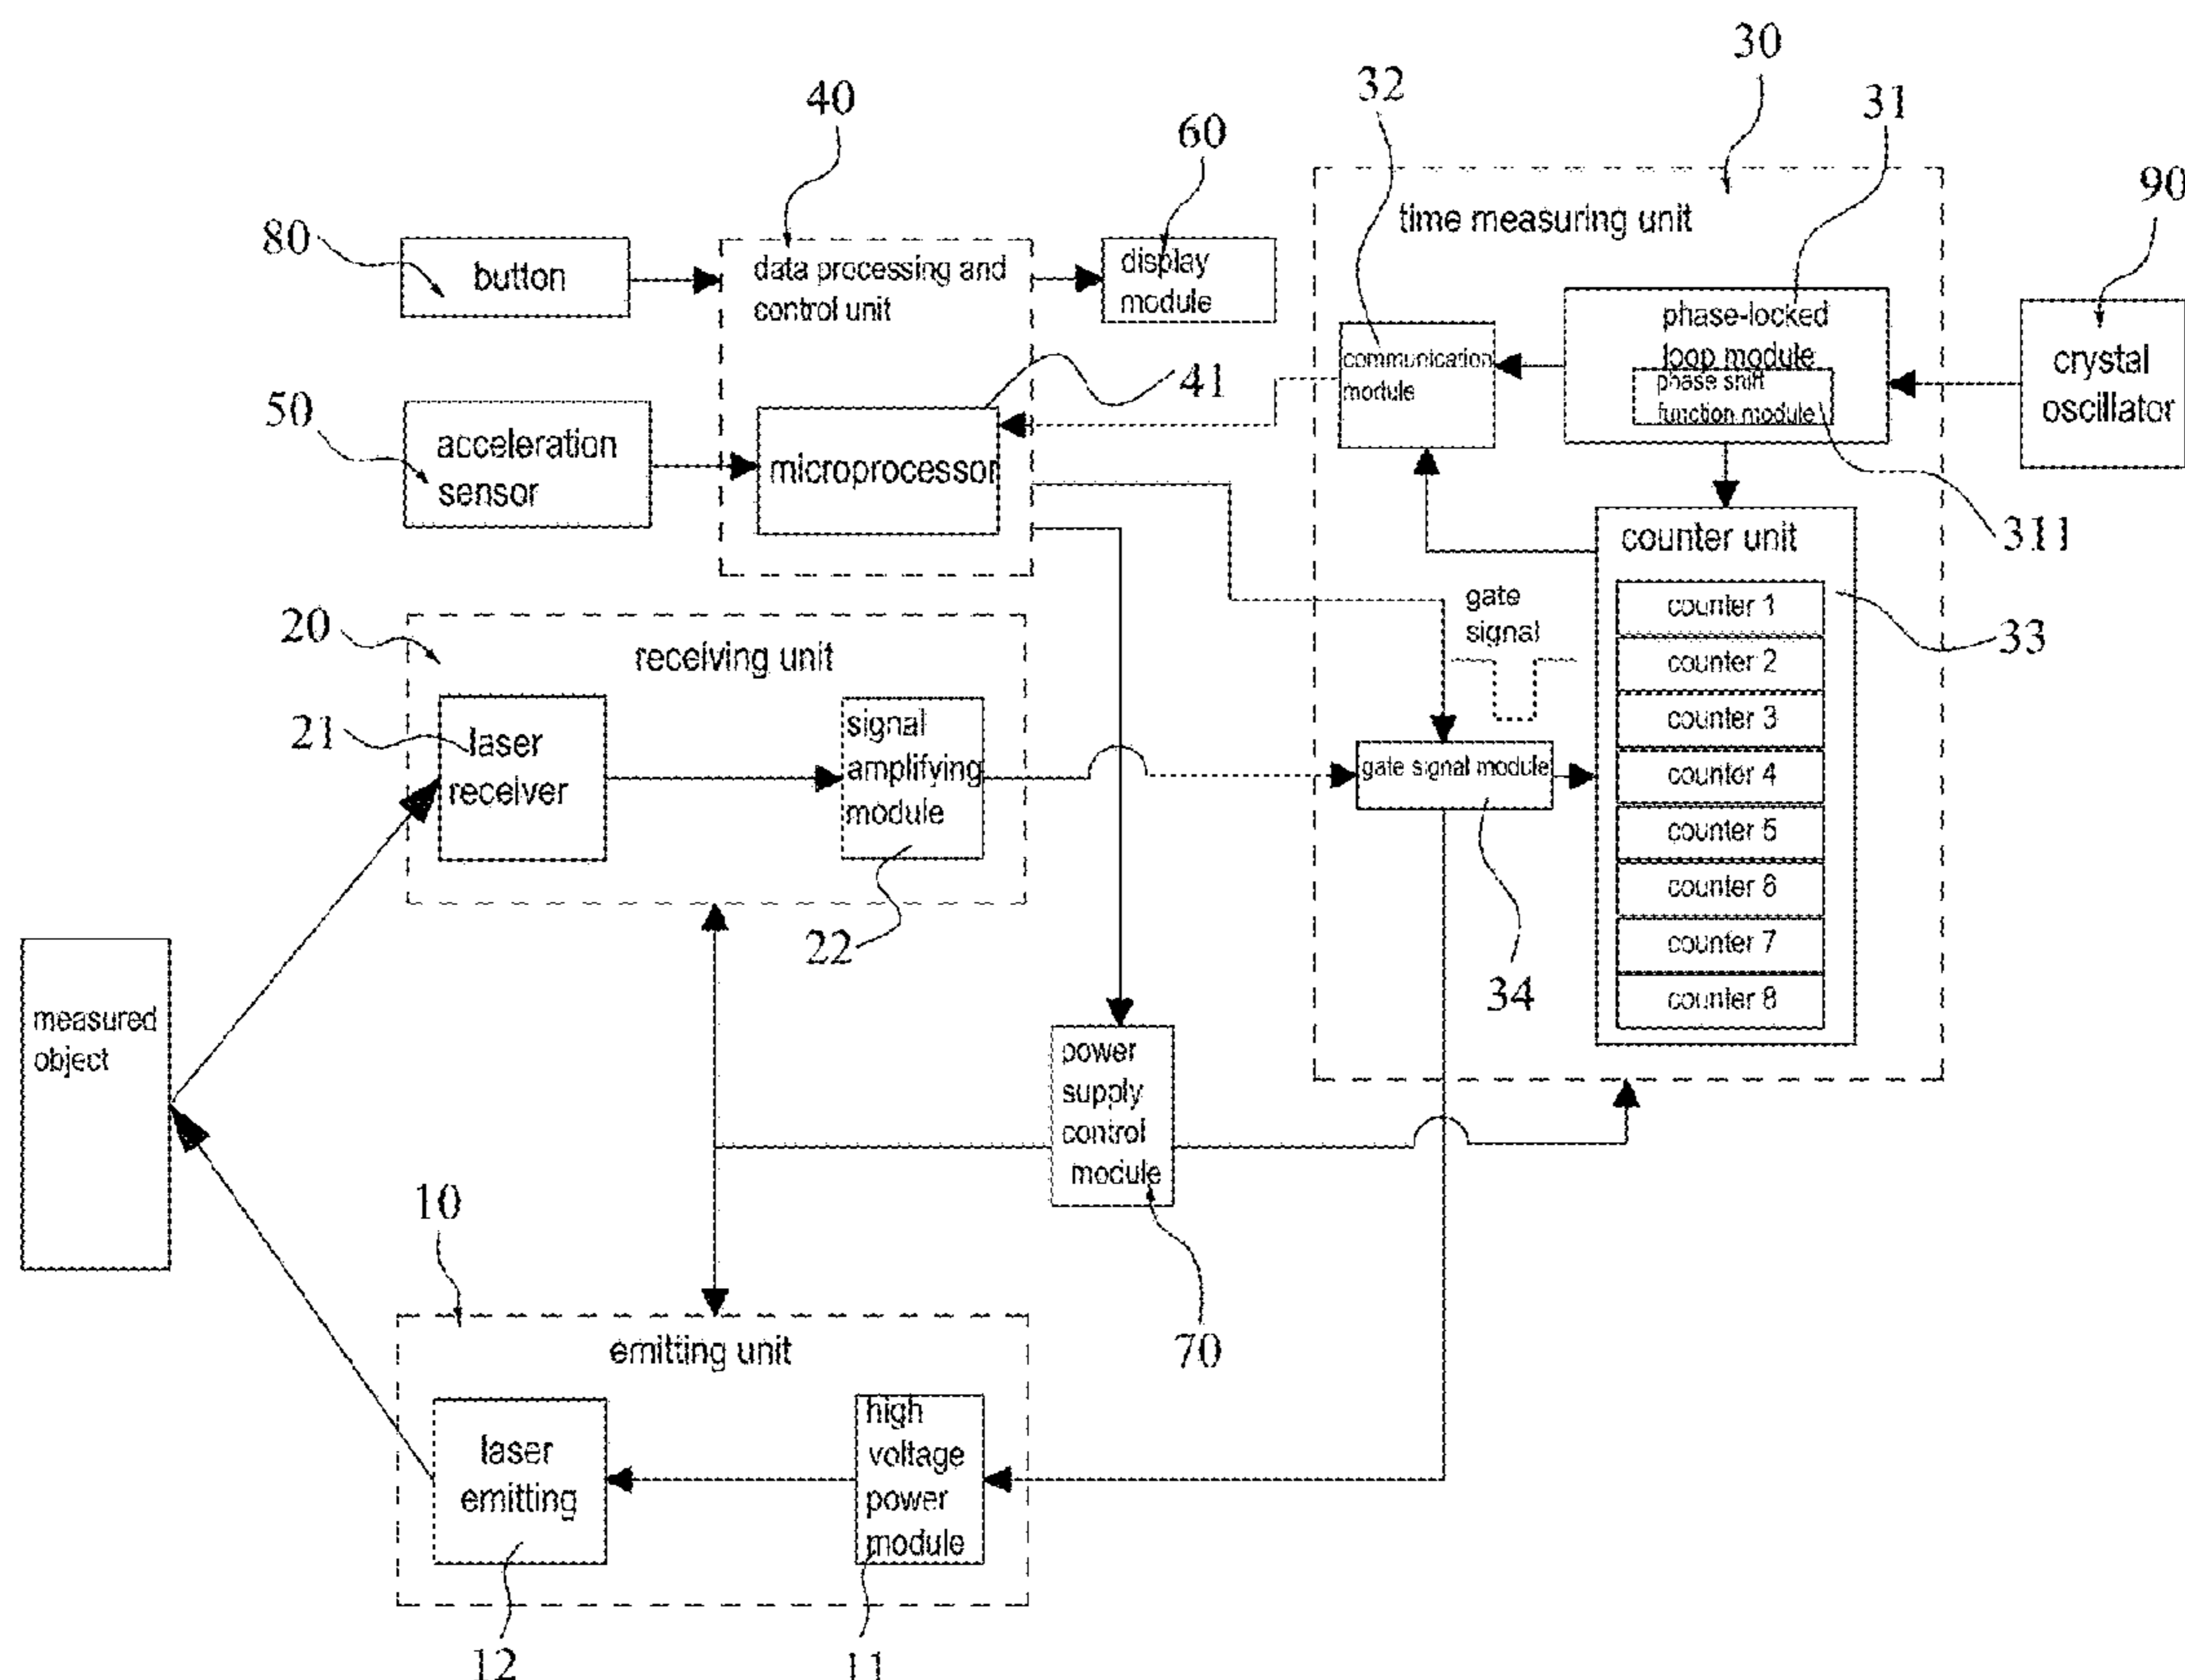 30
32
31
40
60
90
time measuring unit
80
button
data processing and
control unit
display
module
phase-locked
loop module
phase shift
function module
communication
module
crystal
oscillator
41
50
acceleration
sensor
microprocessor
311
counter unit
gate
signal
counter 1
counter 2
counter 3
counter 4
counter 5
counter 6
counter 7
counter 8
33
20
receiving unit
21
laser
receiver
signal
amplifying
module
gate signal module
22
34
measured
object
power
supply
control
module
10
70
emitting unit
laser
emitting
high
voltage
power
module
12
11